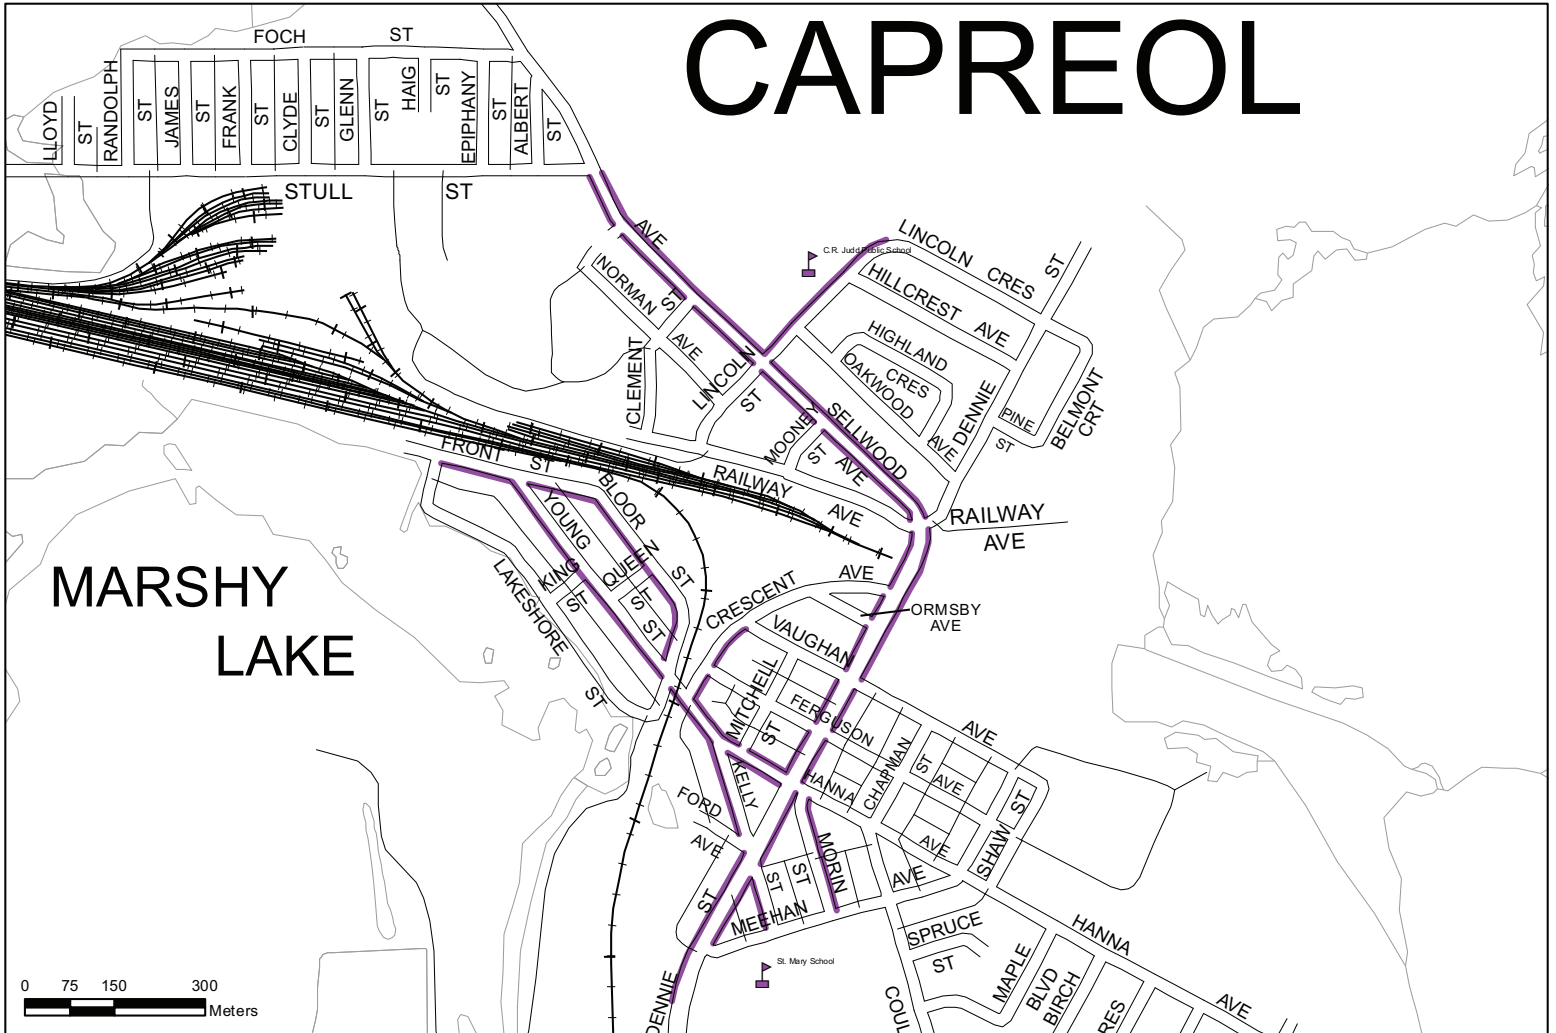 CAPREOL
FOCH ST
LLOYD
ST
RANDOLPH
ST
JAMES
ST
FRANK
ST
CLYDE
ST
GLENN
ST
HAIG
ST
EPIPHANY
ST
ALBERT
ST
STULL ST
AVE
C.R. Judd Public School
LINCOLN CRES
ST
HILLCREST AVE
NORMAN
ST
AVE
HIGHLAND
CRES
OAKWOOD
AVE
CLEMENT
LINCOLN
ST
DENNIE
PINE
ST
BELMONT
CRT
MOONEY
ST
SELLWOOD
AVE
FRONT ST
RAILWAY
AVE
RAILWAY
AVE
BLOOR
ST
YOUNG
ST
KING
ST
QUEEN
ST
LAKESHORE
ST
MARSHY
LAKE
CRESCENT
AVE
ORMSBY
AVE
VAUGHAN
AVE
MITCHELL
ST
FERGUSON
AVE
CHAPMAN
ST
HANNA
AVE
KELLY
FORD
AVE
SHAW
ST
MORIN
ST
ST
AVE
ST
MEEHAN
SPRUCE
ST
HANNA
AVE
St. Mary School
MAPLE
BLVD
BIRCH
RES
COUL
DENNIE
0 75 150 300
Meters